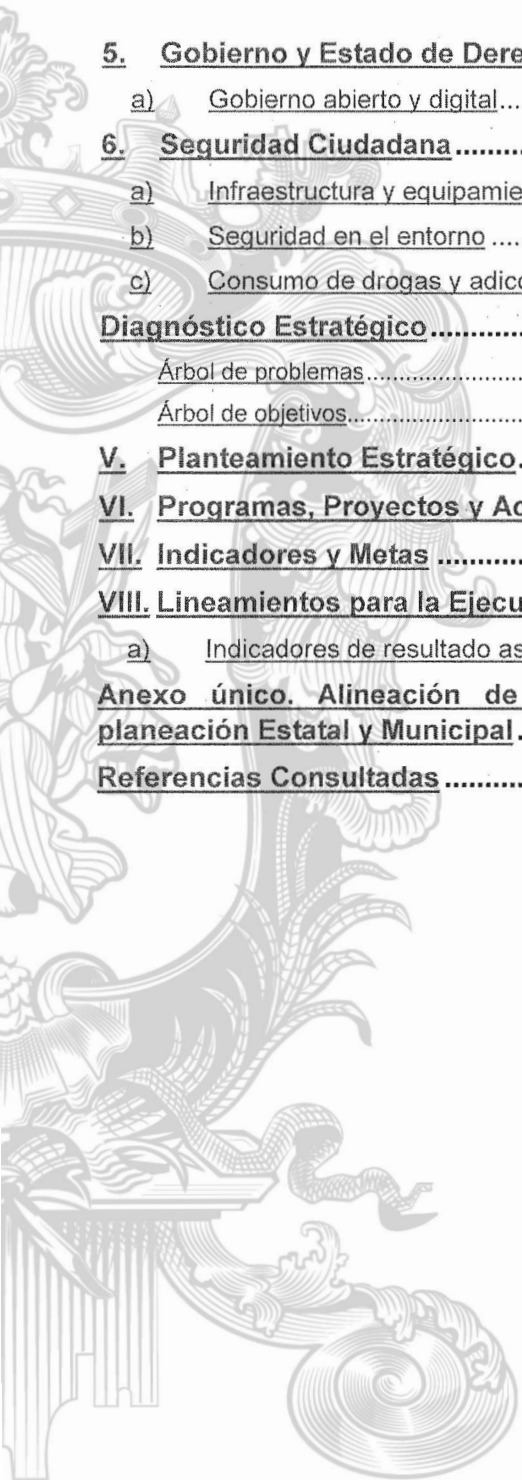 5. Gobierno y Estado de Dere
a) Gobierno abierto y digital...
6. Seguridad Ciudadana.........
a) Infraestructura y equipamie
b) Seguridad en el entorno ....
c) Consumo de drogas y adicc
Diagnóstico Estratégico............
Árbol de problemas......................
Árbol de objetivos.........................
V. Planteamiento Estratégico.
VI. Programas, Proyectos y Ac
VII. Indicadores y Metas ...........
VIII. Lineamientos para la Ejecu
a) Indicadores de resultado as
Anexo único. Alineación de
planeación Estatal y Municipal.
Referencias Consultadas ...........